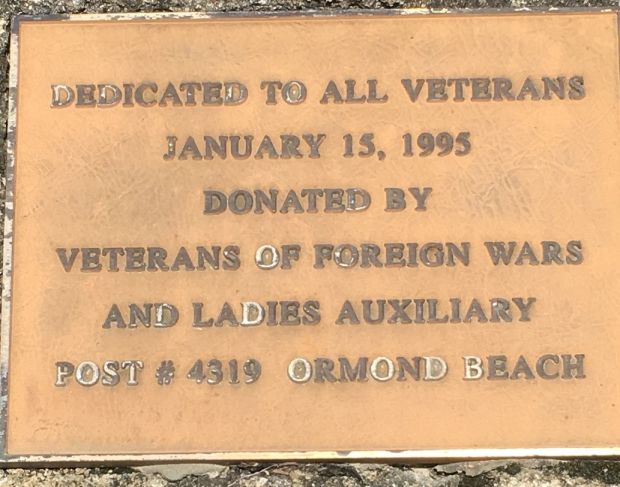 DEDICATED TO ALL VETERANS
JANUARY 15, 1995
DONATED BY
VETERANS OF FOREIGN WARS
AND LADIES AUXILIARY
POST # 4319 ORMOND BEACH